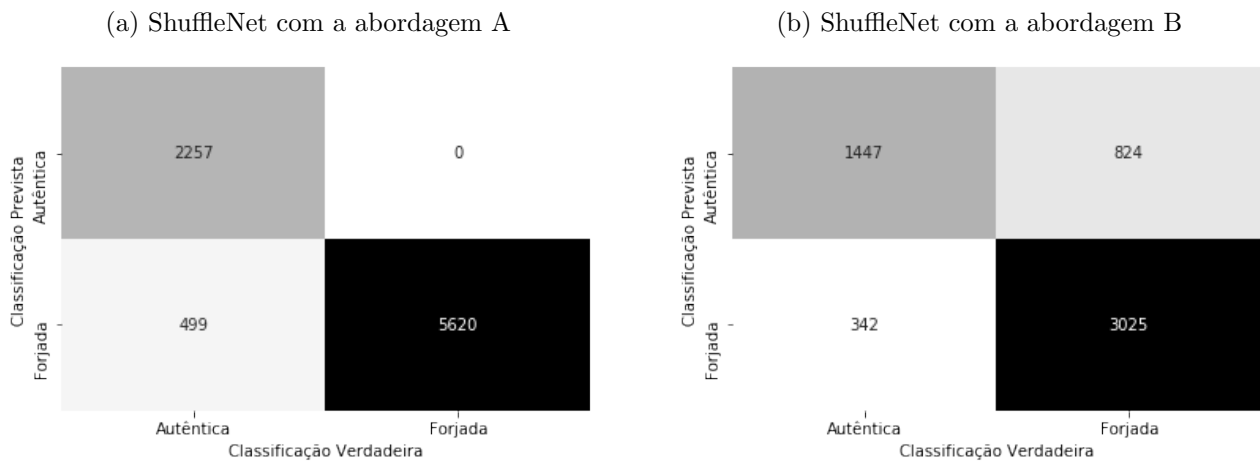 (a) ShuffleNet com a abordagem A
Classificação Prevista
Autêntica
Forjada
2257
0
499
5620
Autêntica
Forjada
Classificação Verdadeira
(b) ShuffleNet com a abordagem B
Classificação Prevista
Autêntica
Forjada
1447
824
342
3025
Autêntica
Forjada
Classificação Verdadeira